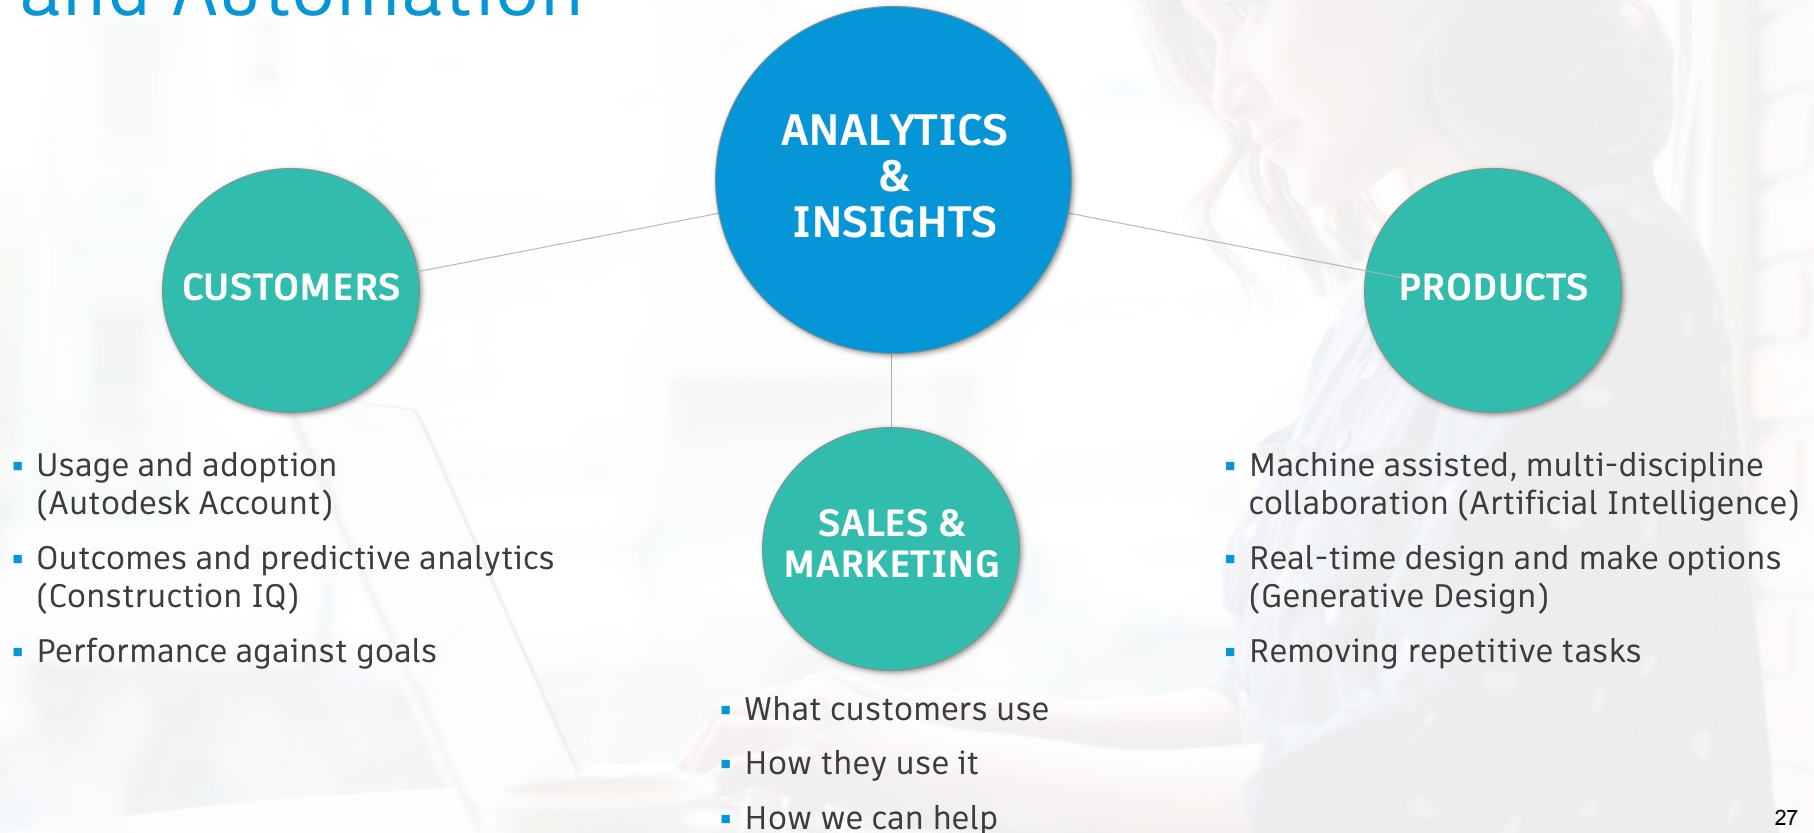 and Automation
ANALYTICS
&
INSIGHTS
CUSTOMERS
PRODUCTS
▪ Usage and adoption
(Autodesk Account)
▪ Outcomes and predictive analytics
(Construction IQ)
▪ Performance against goals
SALES &
MARKETING
▪ What customers use
▪ How they use it
▪ How we can help
▪ Machine assisted, multi-discipline
collaboration (Artificial Intelligence)
▪ Real-time design and make options
(Generative Design)
▪ Removing repetitive tasks
27